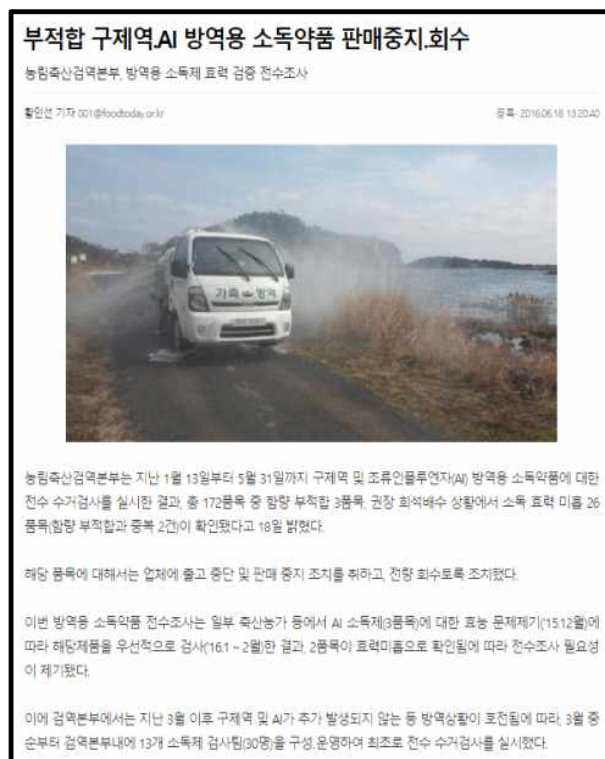 부적합 구제역.AI 방역용 소독약품 판매중지.회수
농림축산검역본부, 방역용 소독제 효력 검증 전수조사
황인선 기자 001@foodtoday.or.kr
등록 2016.06.18 13:20:40
가축 방역
농림축산검역본부는 지난 1월 13일부터 5월 31일까지 구제역 및 조류인플루엔자(AI) 방역용 소독약품에 대한
전수 수거검사를 실시한 결과, 총 172품목 중 함량 부적합 3품목, 권장 희석배수 상황에서 소독 효력 미흡 26
품목(함량 부적합과 중복 2건)이 확인됐다고 18일 밝혔다.
해당 품목에 대해서는 업체에 출고 중단 및 판매 중지 조치를 취하고, 전량 회수토록 조치했다.
이번 방역용 소독약품 전수조사는 일부 축산농가 등에서 AI 소독제(3품목)에 대한 효능 문제제기('15.12월)에
따라 해당제품을 우선적으로 검사('16.1 ~ 2월)한 결과, 2품목이 효력미흡으로 확인됨에 따라 전수조사 필요성
이 제기됐다.
이에 검역본부에서는 지난 3월 이후 구제역 및 AI가 추가 발생되지 않는 등 방역상황이 호전됨에 따라, 3월 중
순부터 검역본부내에 13개 소독제 검사팀(30명)을 구성.운영하여 최초로 전수 수거검사를 실시했다.